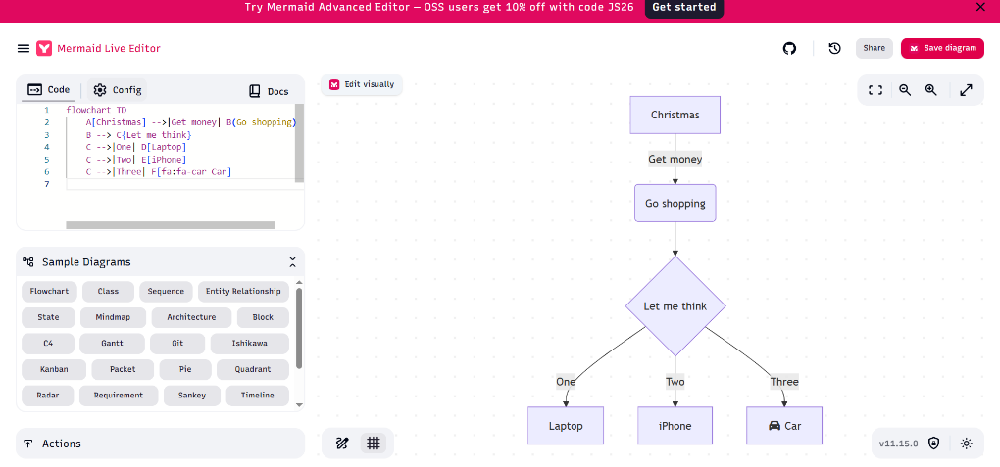 Try Mermaid Advanced Editor — OSS users get 10% off with code JS26 Get started
Mermaid Live Editor
Share
Save diagram
Code
Config
Docs
1 flowchart TD
2     A[Christmas] -->|Get money| B(Go shopping)
3     B --> C{Let me think}
4     C -->|One| D[Laptop]
5     C -->|Two| E[iPhone]
6     C -->|Three| F[fa:fa-car Car]
7
Sample Diagrams
Flowchart Class Sequence Entity Relationship
State Mindmap Architecture Block
C4 Gantt Git Ishikawa
Kanban Packet Pie Quadrant
Radar Requirement Sankey Timeline
Actions
Edit visually
Christmas
Get money
Go shopping
Let me think
One Two Three
Laptop iPhone Car
v11.15.0